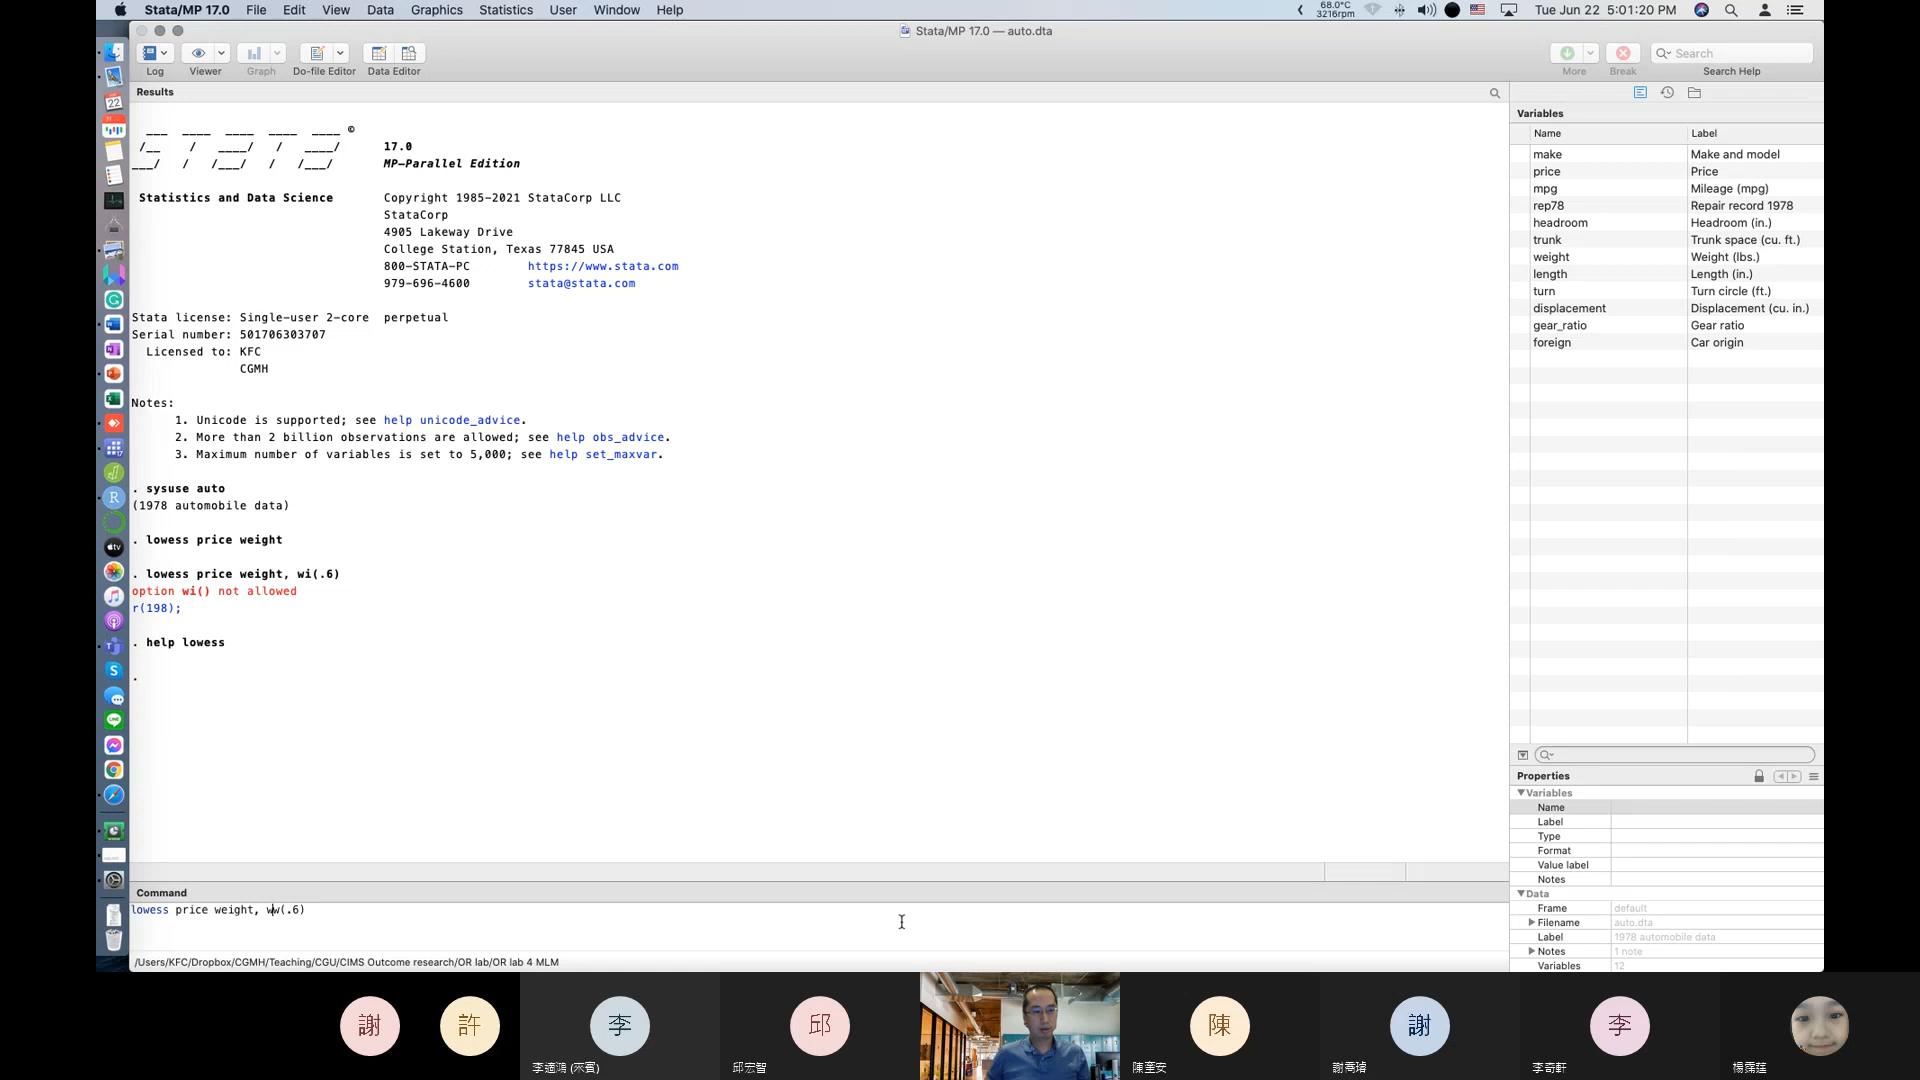 Stata/MP 17.0 File Edit View Data Graphics Statistics User Window Help
68.0°C
3216rpm
Tue Jun 22 5:01:20 PM
Stata/MP 17.0 — auto.dta
Log
Viewer
Graph
Do-file Editor
Data Editor
More
Break
Search
Search Help
Results
©
17.0
MP-Parallel Edition
Statistics and Data Science
Copyright 1985-2021 StataCorp LLC
StataCorp
4905 Lakeway Drive
College Station, Texas 77845 USA
800-STATA-PC https://www.stata.com
979-696-4600 stata@stata.com
Stata license: Single-user 2-core perpetual
Serial number: 501706303707
Licensed to: KFC
CGMH
Notes:
1. Unicode is supported; see help unicode_advice.
2. More than 2 billion observations are allowed; see help obs_advice.
3. Maximum number of variables is set to 5,000; see help set_maxvar.
. sysuse auto
(1978 automobile data)
. lowess price weight
. lowess price weight, wi(.6)
option wi() not allowed
r(198);
. help lowess
.
Command
lowess price weight, ww(.6)
/Users/KFC/Dropbox/CGMH/Teaching/CGU/CIMS Outcome research/OR lab/OR lab 4 MLM
Variables
Name Label
make Make and model
price Price
mpg Mileage (mpg)
rep78 Repair record 1978
headroom Headroom (in.)
trunk Trunk space (cu. ft.)
weight Weight (lbs.)
length Length (in.)
turn Turn circle (ft.)
displacement Displacement (cu. in.)
gear_ratio Gear ratio
foreign Car origin
Properties
Variables
Name
Label
Type
Format
Value label
Notes
Data
Frame default
Filename auto.dta
Label 1978 automobile data
Notes 1 note
Variables 12
謝
許
李
邱
陳
謝
李
邱宏智